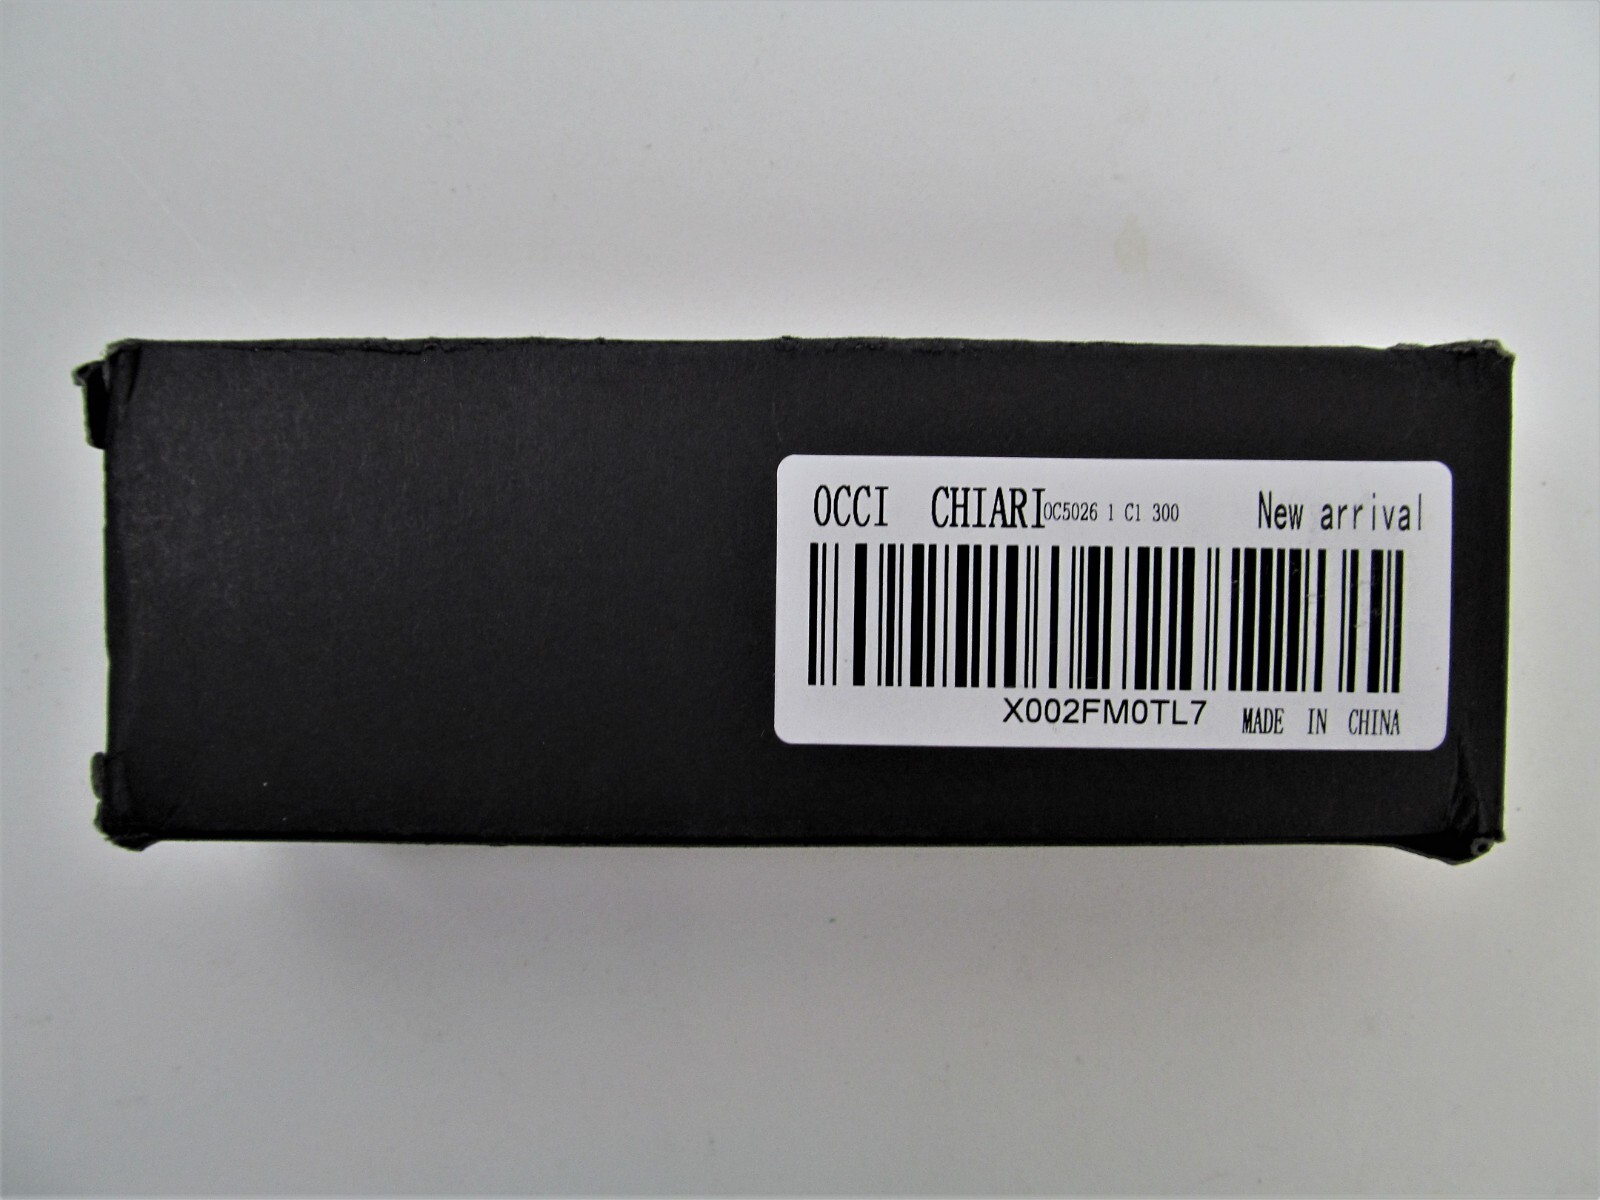 OCCI CHIARI OC5026 1 C1 300 New arrival
X002FM0TL7 MADE IN CHINA